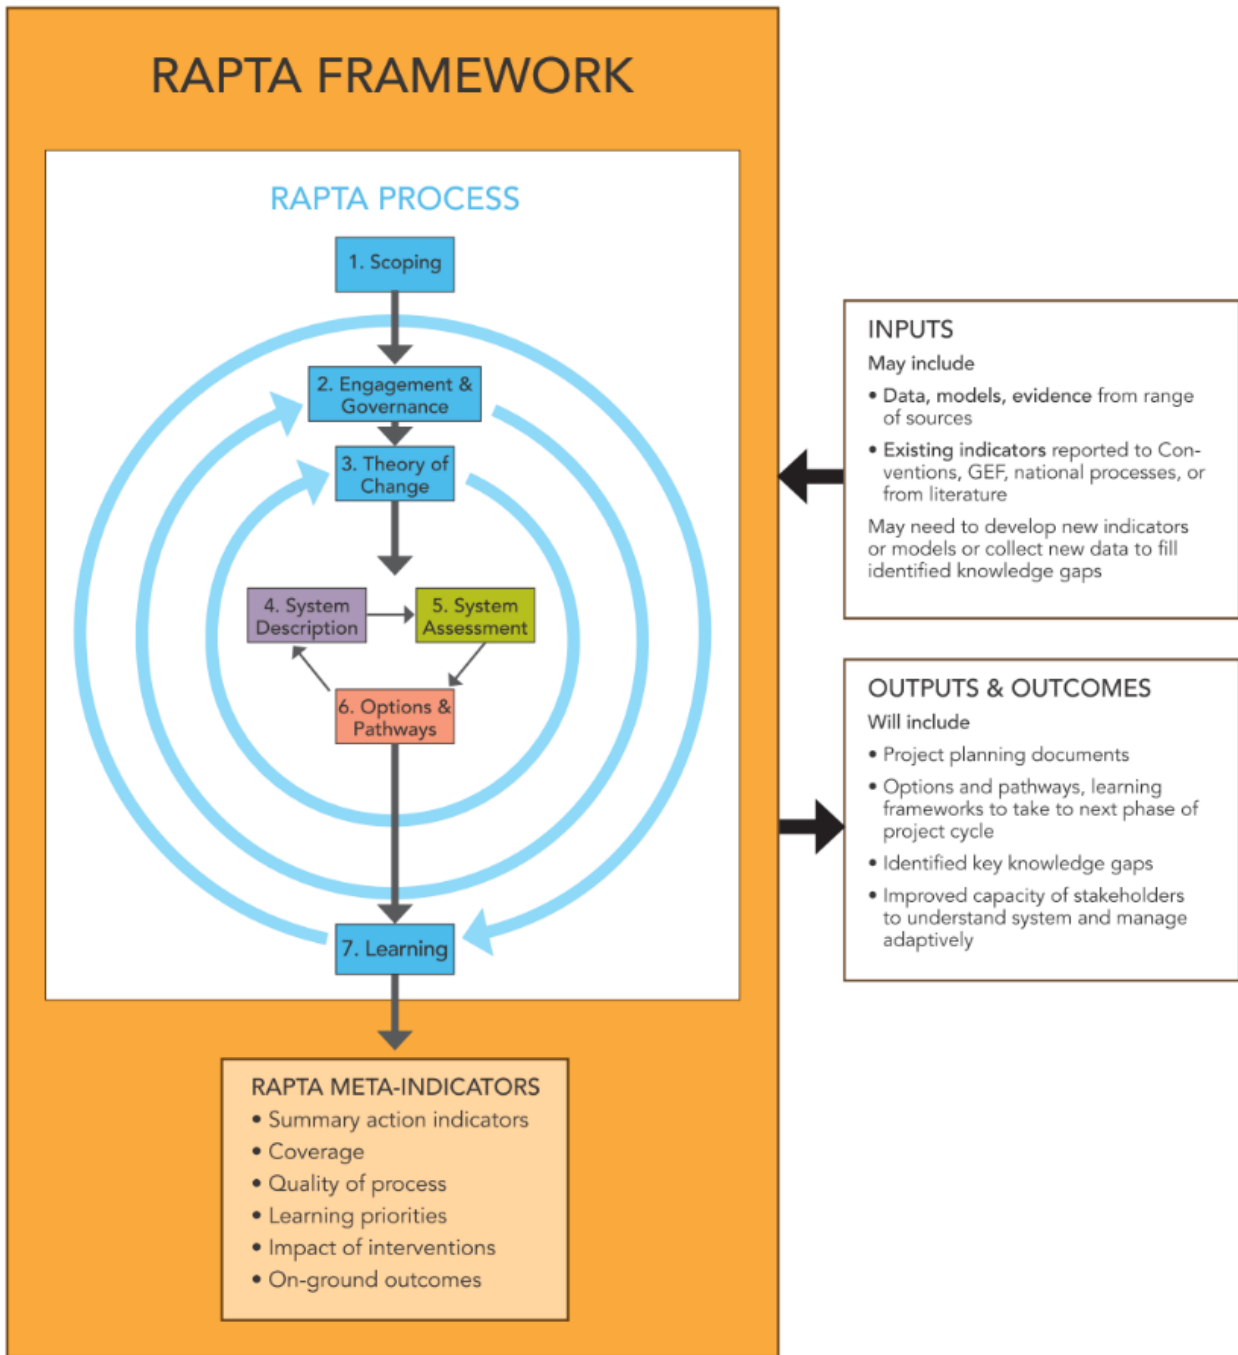 RAPTA FRAMEWORK
RAPTA PROCESS
1. Scoping
2. Engagement &
Governance
3. Theory of
Change
4. System
Description
5. System
Assessment
6. Options &
Pathways
7. Learning
RAPTA META-INDICATORS
• Summary action indicators
• Coverage
• Quality of process
• Learning priorities
• Impact of interventions
• On-ground outcomes
INPUTS
May include
• Data, models, evidence from range
of sources
• Existing indicators reported to Con-
ventions, GEF, national processes, or
from literature
May need to develop new indicators
or models or collect new data to fill
identified knowledge gaps
OUTPUTS & OUTCOMES
Will include
• Project planning documents
• Options and pathways, learning
frameworks to take to next phase of
project cycle
• Identified key knowledge gaps
• Improved capacity of stakeholders
to understand system and manage
adaptively